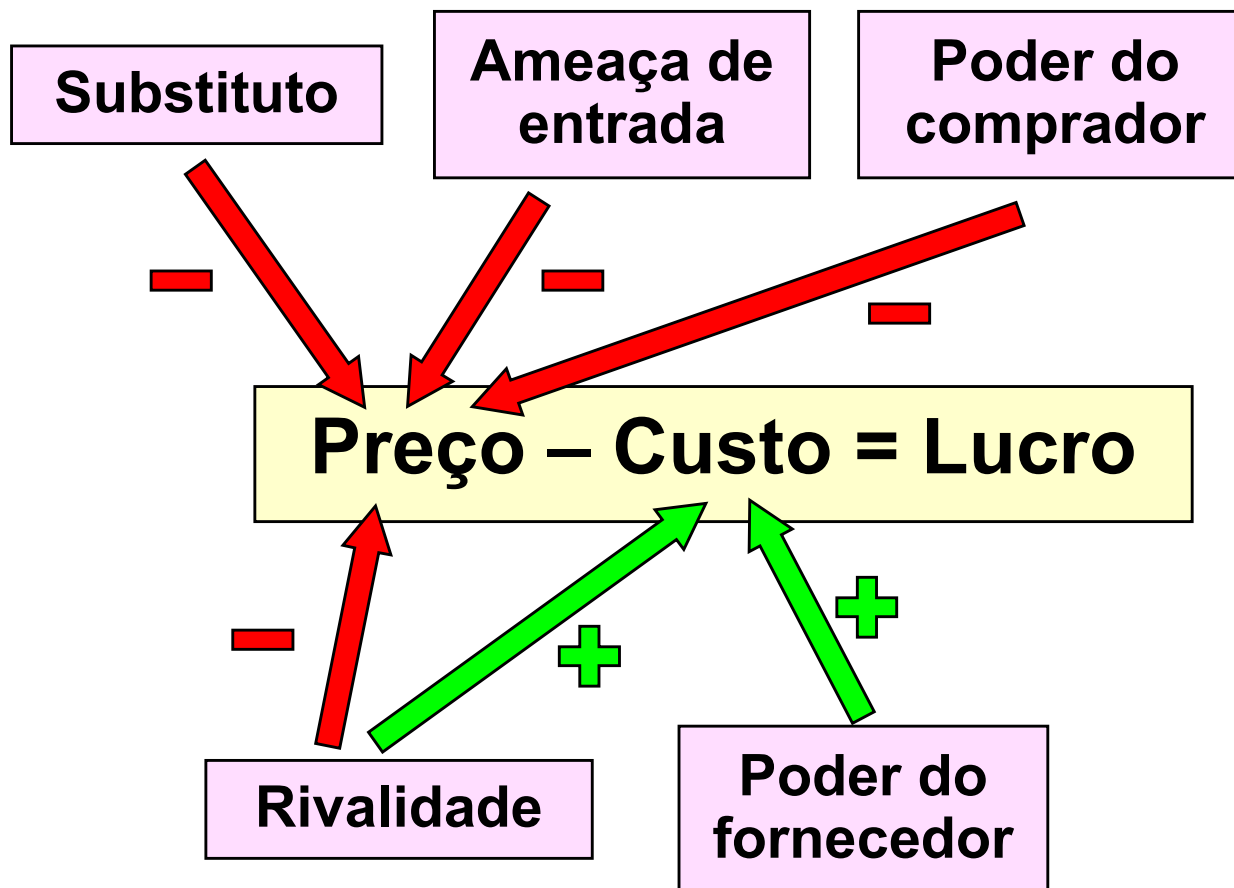 Substituto
Ameaça de
entrada
Poder do
comprador
Preço – Custo = Lucro
Rivalidade
Poder do
fornecedor